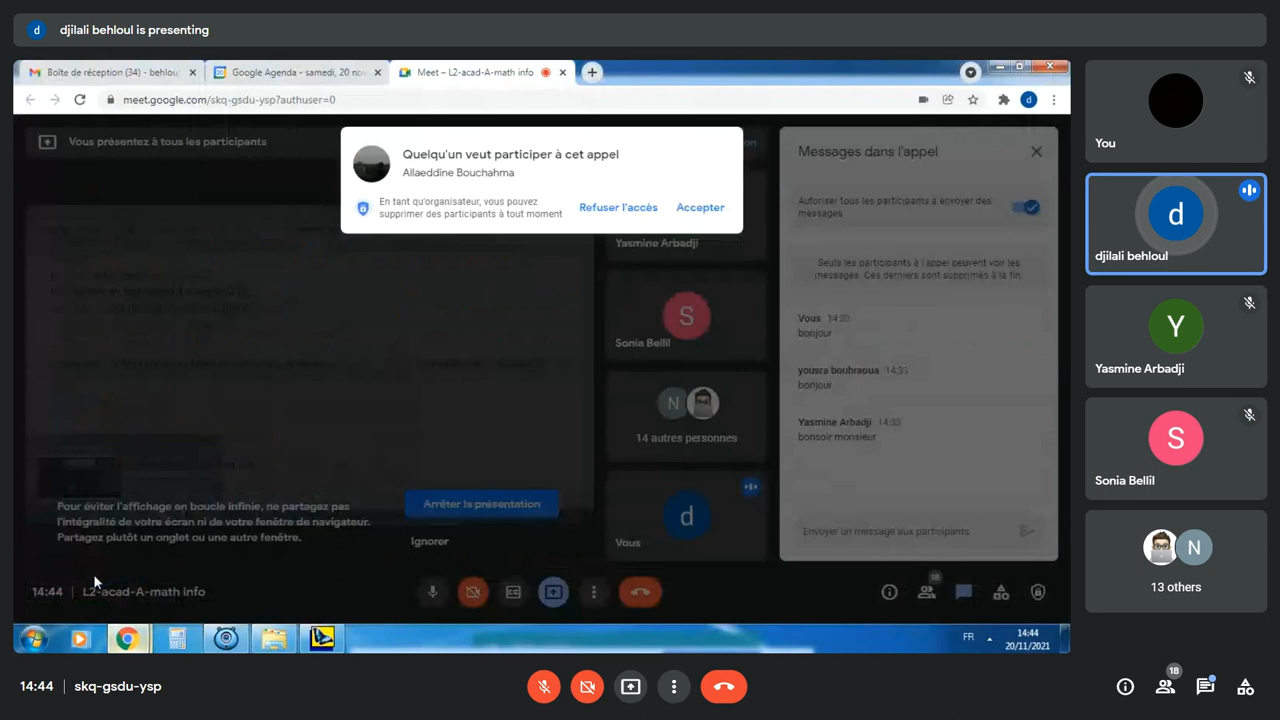 d djilali behloul is presenting
Boîte de réception (34) - behlou
Google Agenda - samedi, 20 nov
Meet – L2-acad-A-math info
meet.google.com/skq-gsdu-ysp?authuser=0
d
Vous présentez à tous les participants
Quelqu'un veut participer à cet appel
Allaeddine Bouchahma
En tant qu'organisateur, vous pouvez
supprimer des participants à tout moment
Refuser l'accès
Accepter
Yasmine Arbadji
S
Sonia Bellil
N
14 autres personnes
d
Vous
Messages dans l'appel
Autoriser tous les participants à envoyer des
messages
Seuls les participants à l'appel peuvent voir les
messages. Ces derniers sont supprimés à la fin.
Vous 14:33
bonjour
yousra bouhraoua 14:33
bonjour
Yasmine Arbadji 14:33
bonsoir monsieur
Envoyer un message aux participants
Pour éviter l'affichage en boucle infinie, ne partagez pas
l'intégralité de votre écran ni de votre fenêtre de navigateur.
Partagez plutôt un onglet ou une autre fenêtre.
Arrêter la présentation
Ignorer
14:44 | L2-acad-A-math info
18
FR
14:44
20/11/2021
You
d
djilali behloul
Y
Yasmine Arbadji
S
Sonia Bellil
N
13 others
14:44 | skq-gsdu-ysp
18